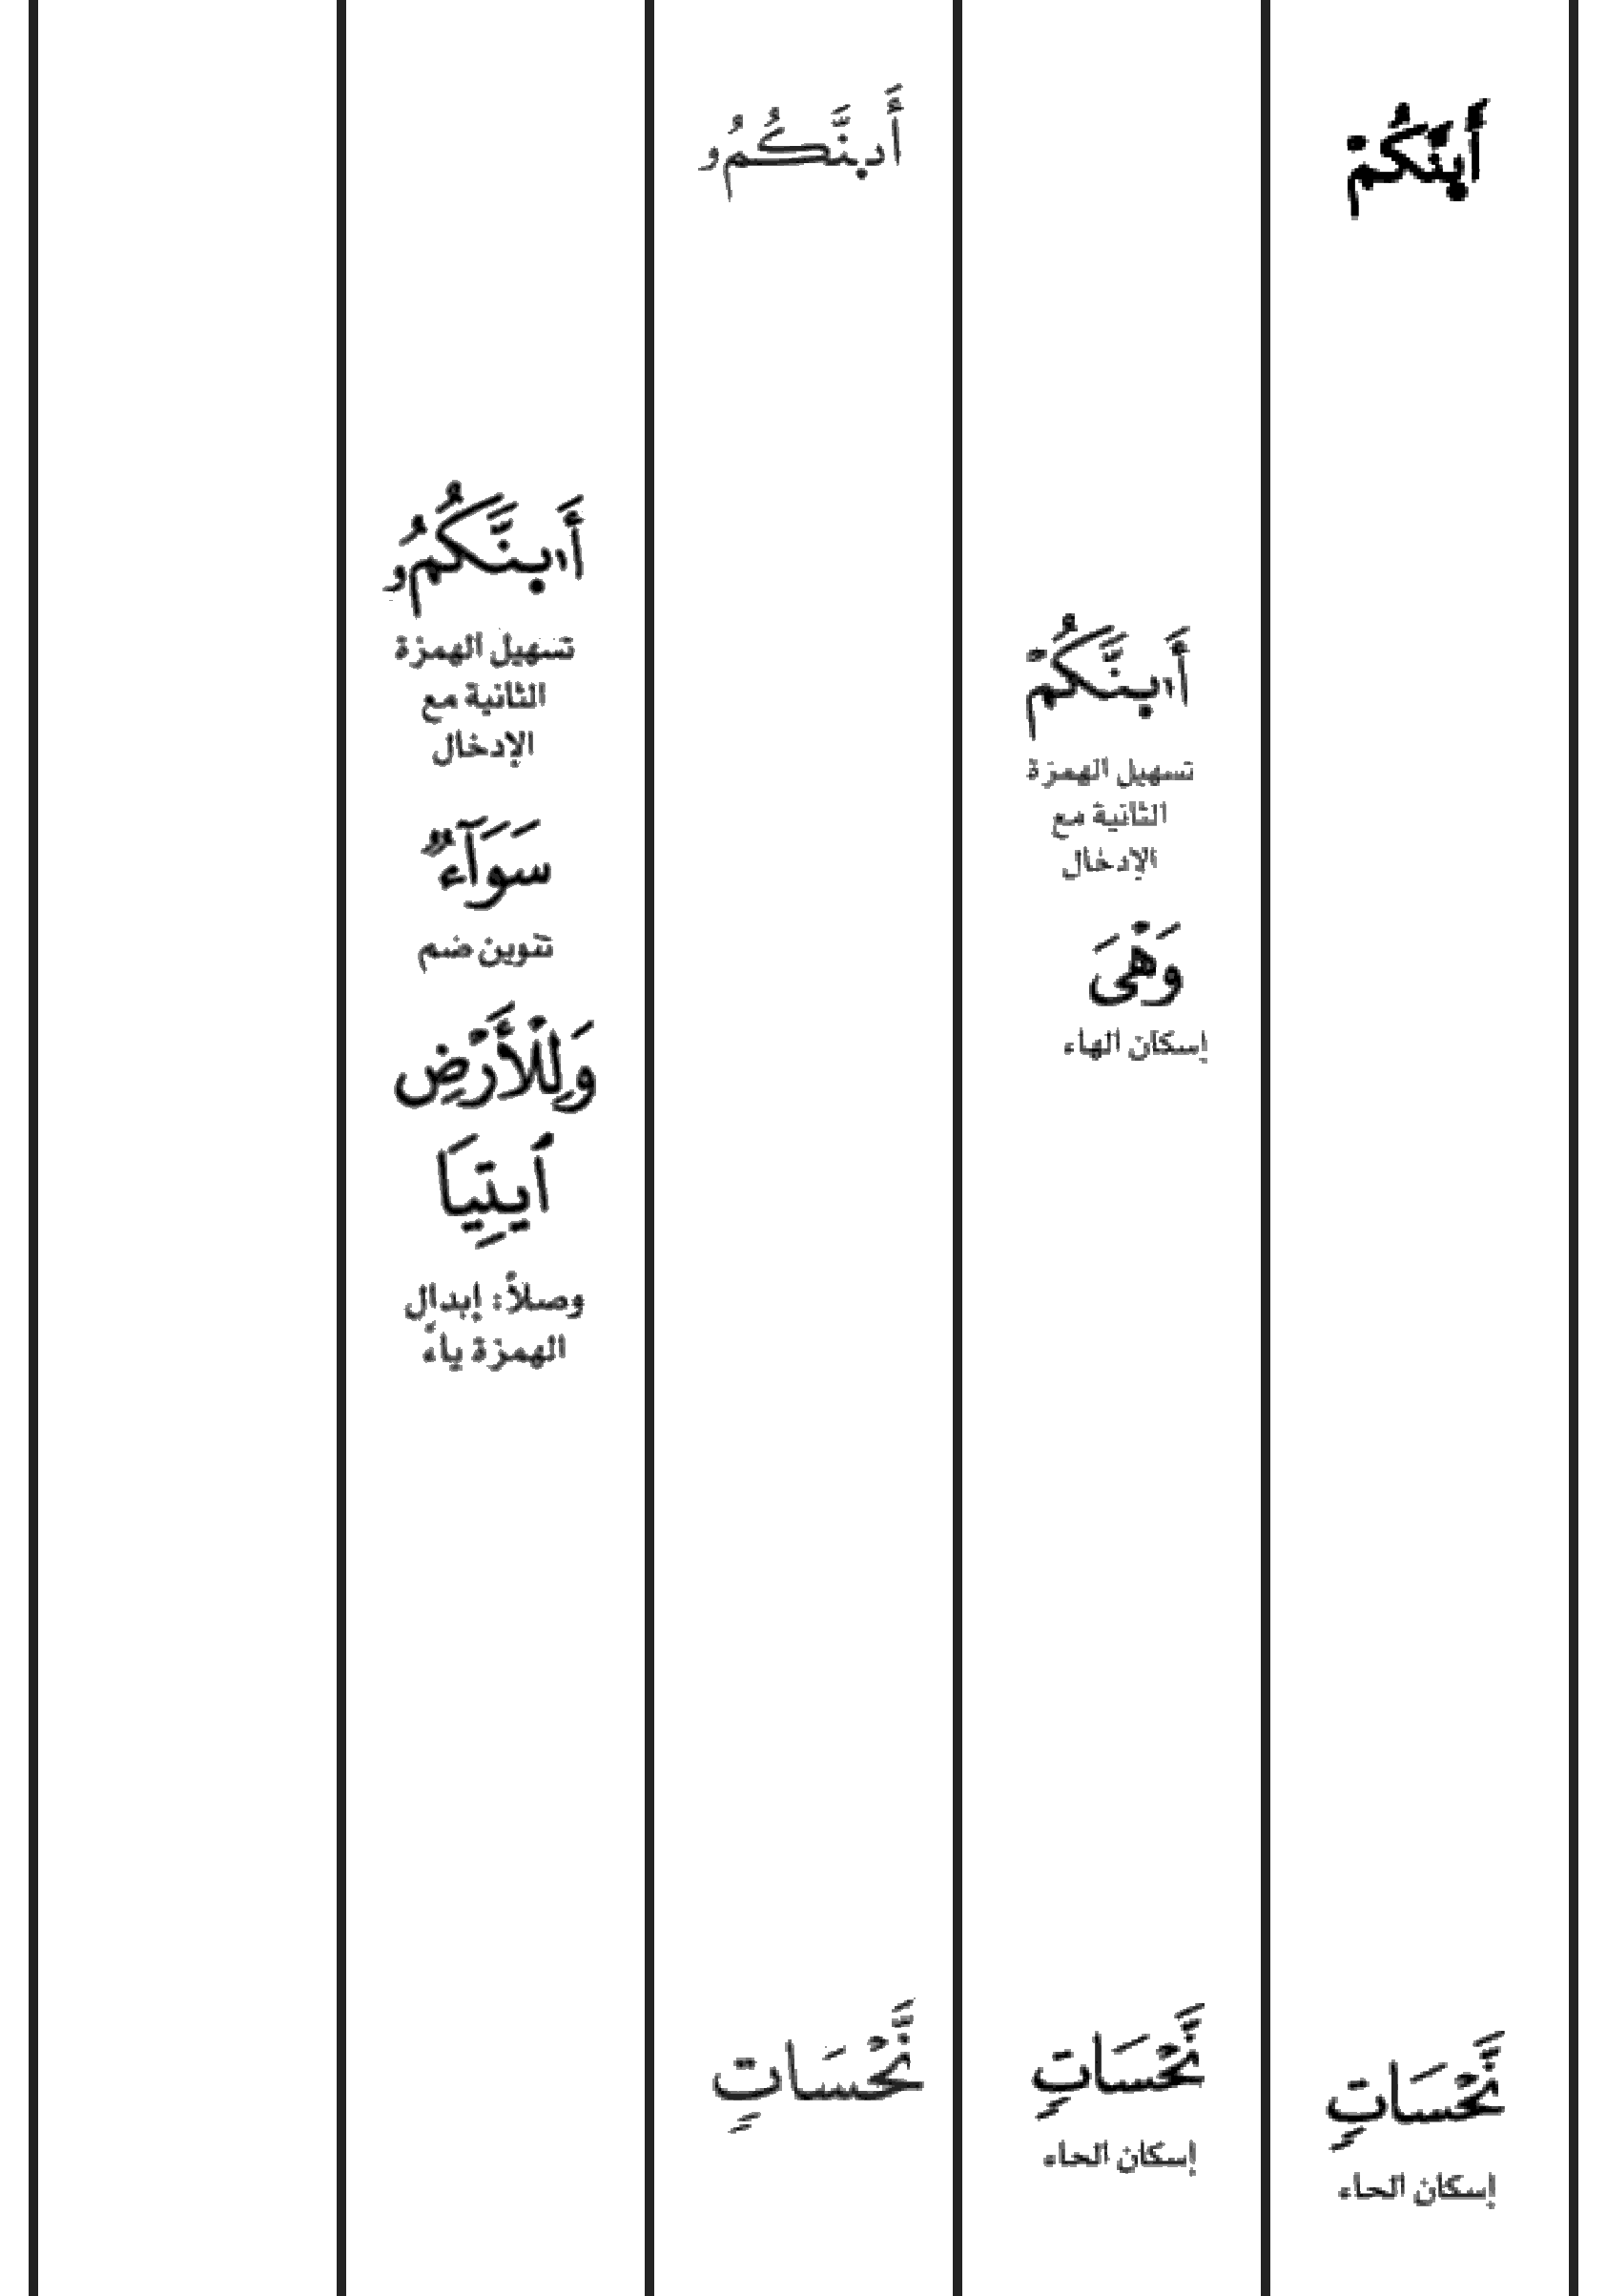 أَىِٕنَّكُمْ
نَّحْسَاتٍ
إسكان الحاء
أَاىِٕنَّكُمْ
تسهيل الهمزة
الثانية مع
الإدخال
وَهْىَ
إسكان الهاء
نَّحْسَاتٍ
إسكان الحاء
نَّحْسَاتٍ
تسهيل الهمزة
الثانية مع
الإدخال
سَوَآءٌ
تنوين ضم
وَلِلْأَرْضِ
ٱيتِيَا
وصلاً: إبدال
الهمزة ياءً